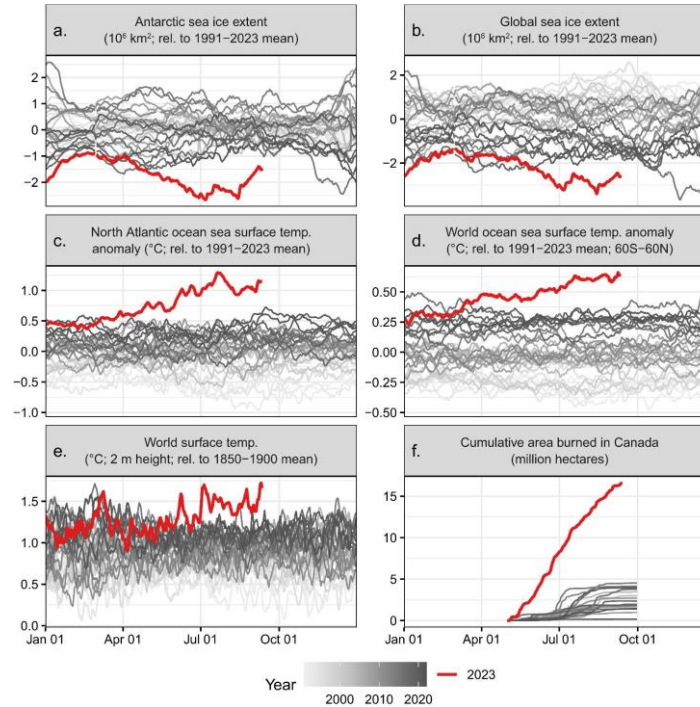 a.
Antarctic sea ice extent
(10⁶ km²; rel. to 1991−2023 mean)
2
1
0
−1
−2
b.
Global sea ice extent
(10⁶ km²; rel. to 1991−2023 mean)
2
0
−2
c.
North Atlantic ocean sea surface temp.
anomaly (°C; rel. to 1991−2023 mean)
1.0
0.5
0.0
−0.5
−1.0
d.
World ocean sea surface temp. anomaly
(°C; rel. to 1991−2023 mean; 60S−60N)
0.50
0.25
0.00
−0.25
−0.50
e.
World surface temp.
(°C; 2 m height; rel. to 1850−1900 mean)
1.5
1.0
0.5
0.0
Jan 01 Apr 01 Jul 01 Oct 01
f.
Cumulative area burned in Canada
(million hectares)
15
10
5
0
Jan 01 Apr 01 Jul 01 Oct 01
Year
2000 2010 2020
2023